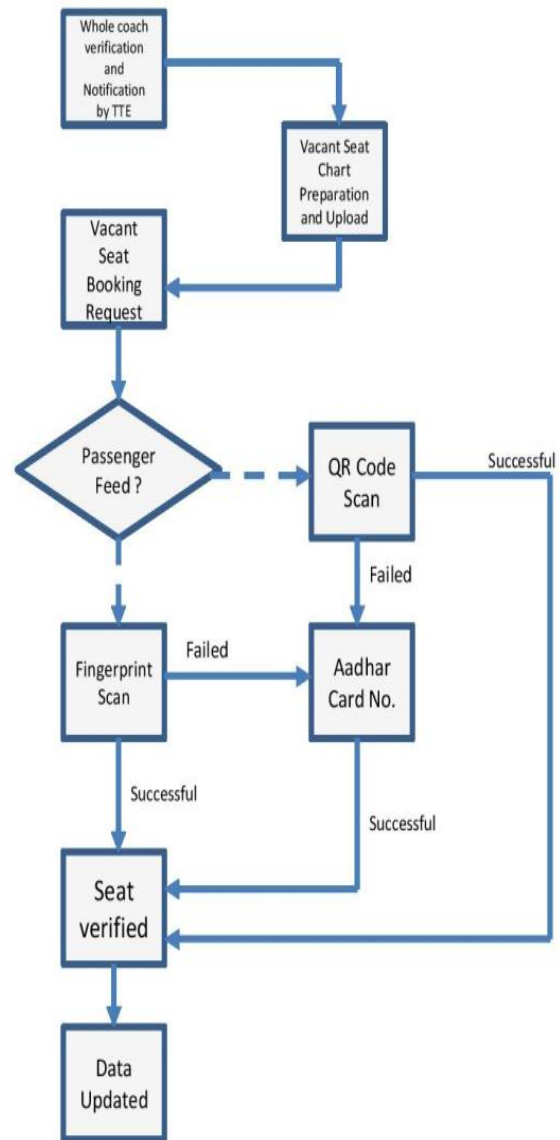 Whole coach
verification
and
Notification
by TTE
Vacant Seat
Chart
Preparation
and Upload
Vacant
Seat
Booking
Request
Passenger
Feed ?
QR Code
Scan
Successful
Failed
Fingerprint
Scan
Failed
Aadhar
Card No.
Successful
Successful
Seat
verified
Data
Updated